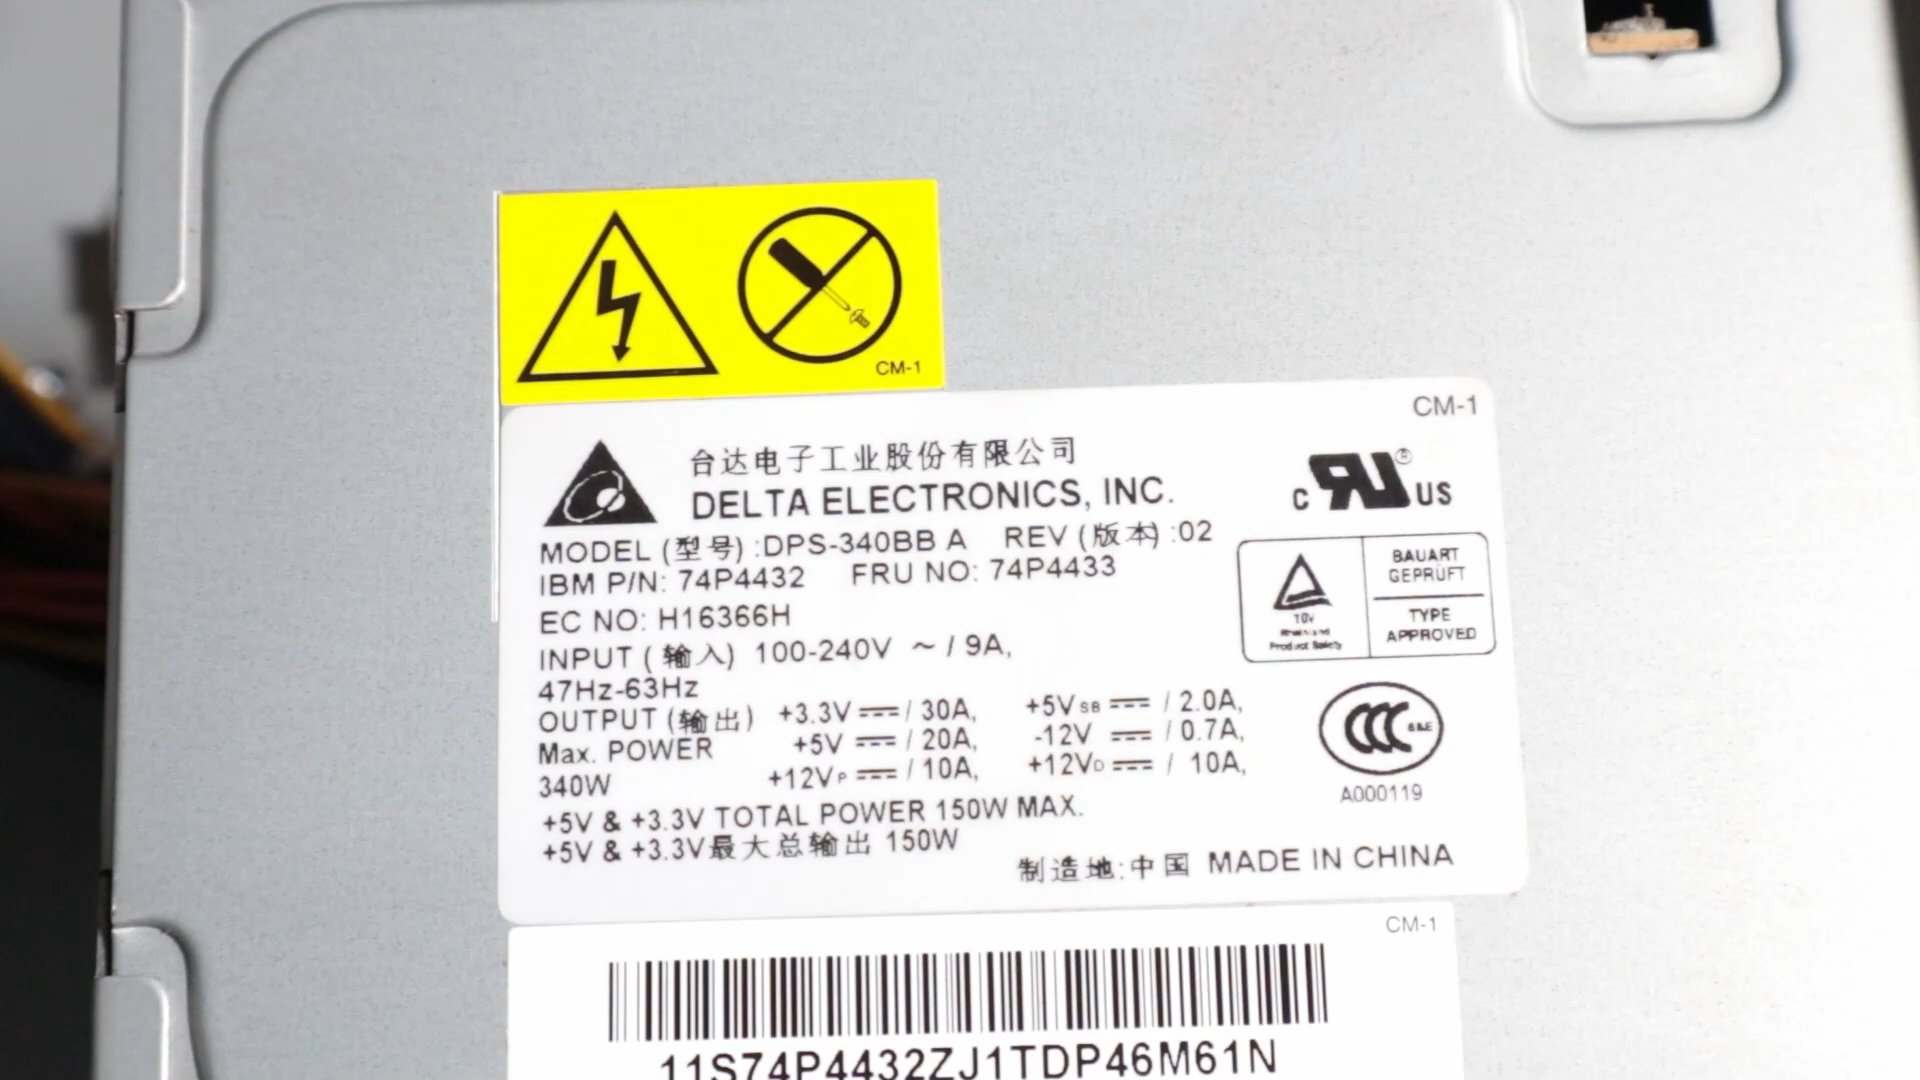 CM-1
CM-1
台达电子工业股份有限公司
DELTA ELECTRONICS, INC.
C RU® US
MODEL (型号) :DPS-340BB A REV (版本) :02
IBM P/N: 74P4432 FRU NO: 74P4433
EC NO: H16366H
INPUT (输入) 100-240V ～ / 9A,
47Hz-63Hz
OUTPUT (输出) +3.3V ⎓ / 30A, +5VSB ⎓ / 2.0A,
Max. POWER +5V ⎓ / 20A, -12V ⎓ / 0.7A,
340W +12VP ⎓ / 10A, +12VD ⎓ / 10A,
+5V & +3.3V TOTAL POWER 150W MAX.
+5V & +3.3V最大总输出 150W
制造地:中国 MADE IN CHINA
BAUART
GEPRÜFT
TYPE
APPROVED
Product Safety
CCC S&E
A000119
CM-1
11S74P4432ZJ1TDP46M61N